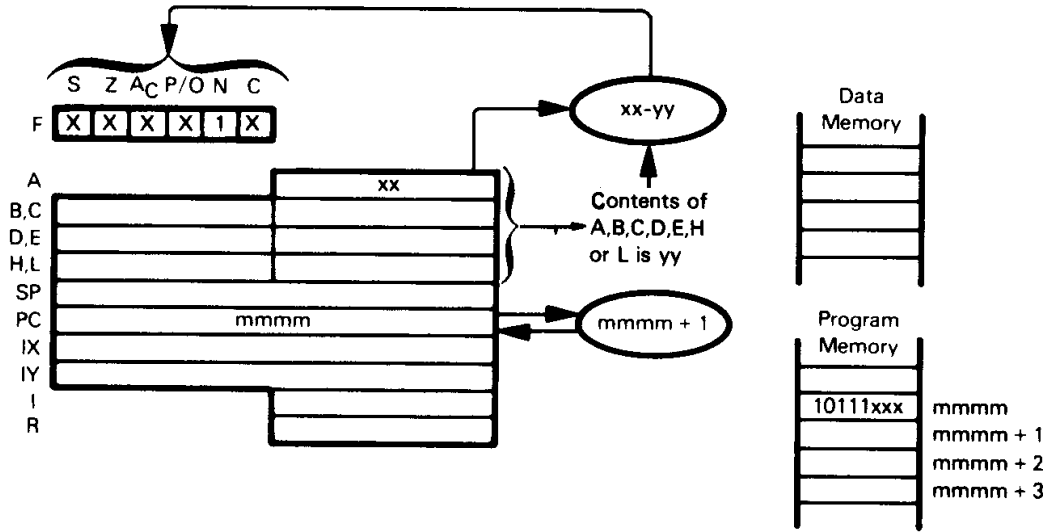 S Z AC P/O N C
F X X X X 1 X
A xx
B,C
D,E
H,L
SP
PC mmmm
IX
IY
I
R
xx-yy
Contents of
A,B,C,D,E,H
or L is yy
mmmm + 1
Data
Memory
Program
Memory
10111xxx mmmm
mmmm + 1
mmmm + 2
mmmm + 3